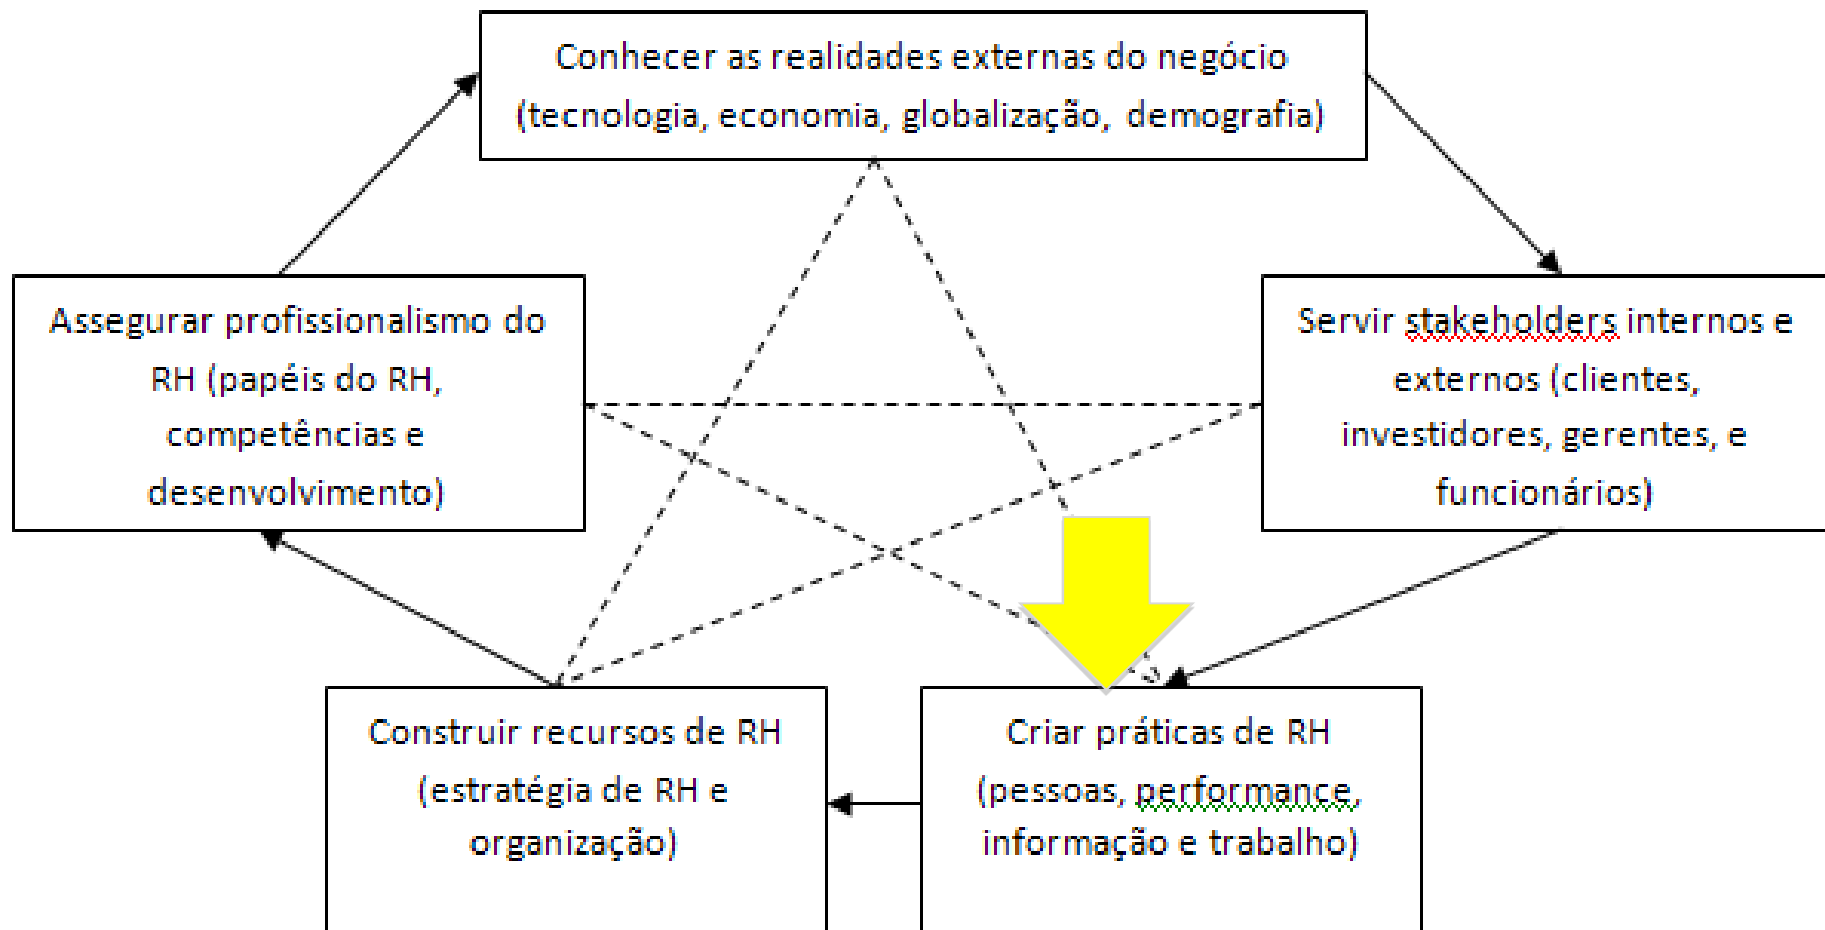 Conhecer as realidades externas do negócio
(tecnologia, economia, globalização, demografia)
Assegurar profissionalismo do
RH (papéis do RH,
competências e
desenvolvimento)
Servir stakeholders internos e
externos (clientes,
investidores, gerentes, e
funcionários)
Construir recursos de RH
(estratégia de RH e
organização)
Criar práticas de RH
(pessoas, performance,
informação e trabalho)